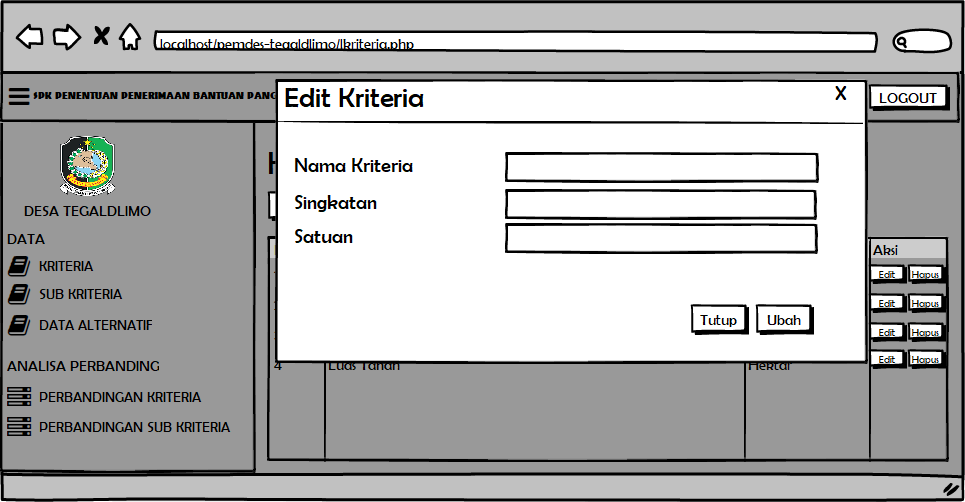 localhost/pemdes-tegaldlimo/lkriteria.php
SPK PENENTUAN PENERIMAAN BANTUAN PANG
LOGOUT
Edit Kriteria
X
Nama Kriteria
Singkatan
Satuan
Tutup
Ubah
DESA TEGALDLIMO
DATA
KRITERIA
SUB KRITERIA
DATA ALTERNATIF
ANALISA PERBANDING
PERBANDINGAN KRITERIA
PERBANDINGAN SUB KRITERIA
Aksi
Edit Hapus
Edit Hapus
Edit Hapus
4 Luas Tanah Hektar Edit Hapus